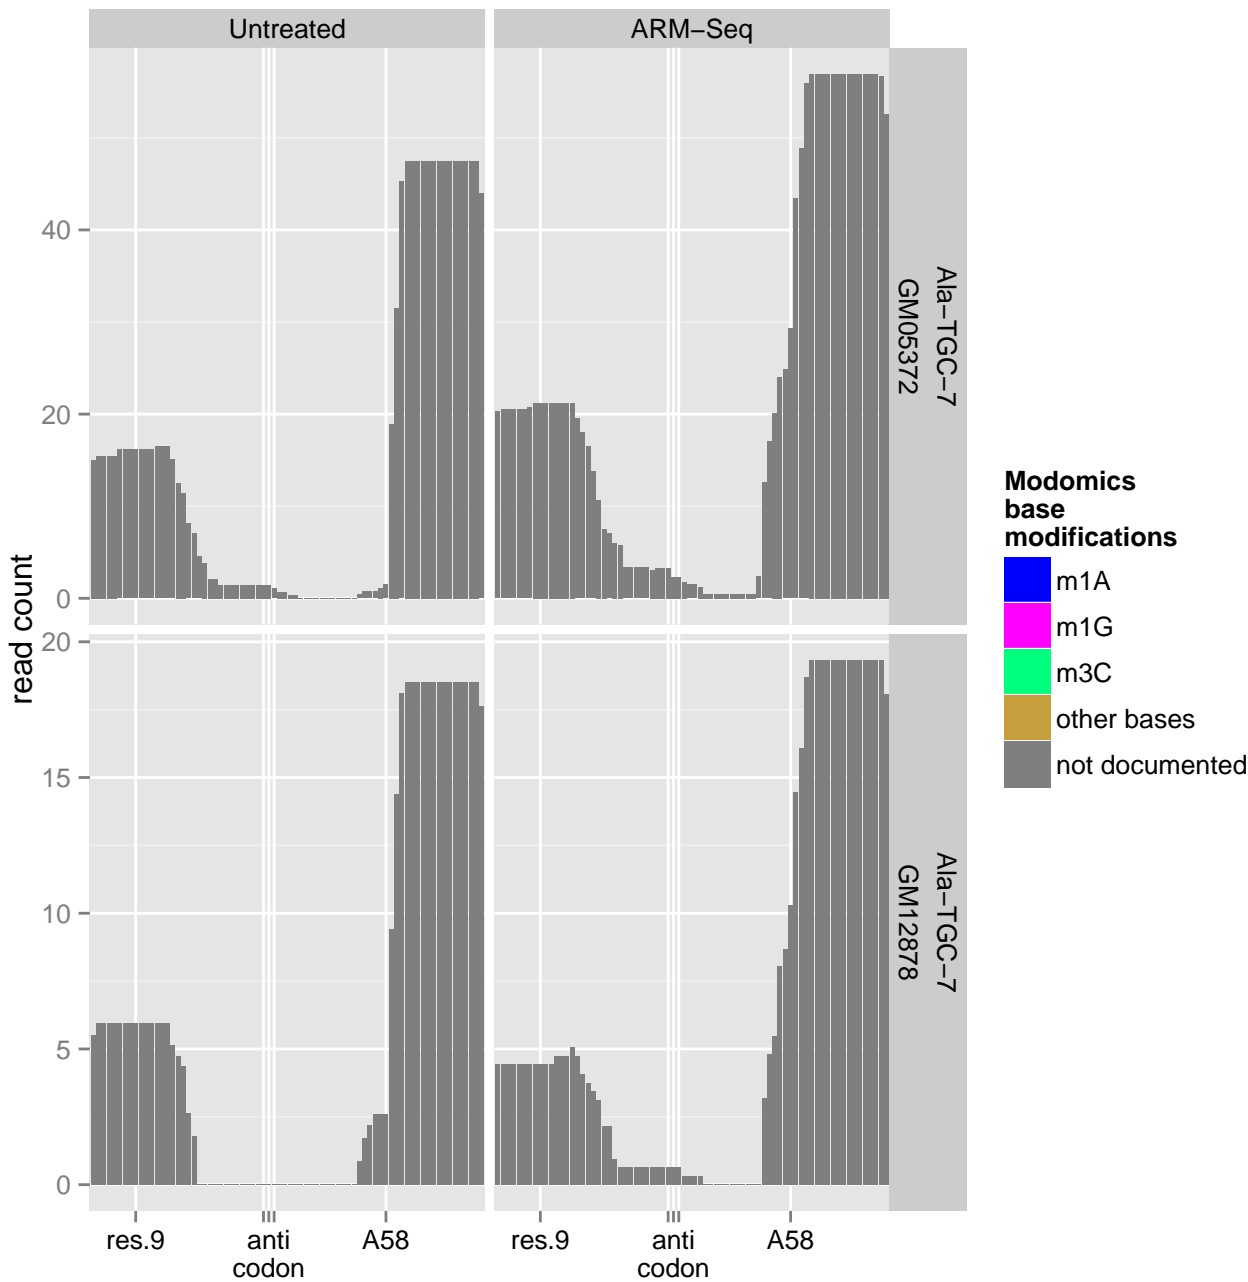 Untreated
ARM−Seq
40
20
0
Ala−TGC−7
GM05372
20
15
10
5
0
Ala−TGC−7
GM12878
read count
res.9
anti
codon
A58
res.9
anti
codon
A58
Modomics
base
modifications
m1A
m1G
m3C
other bases
not documented